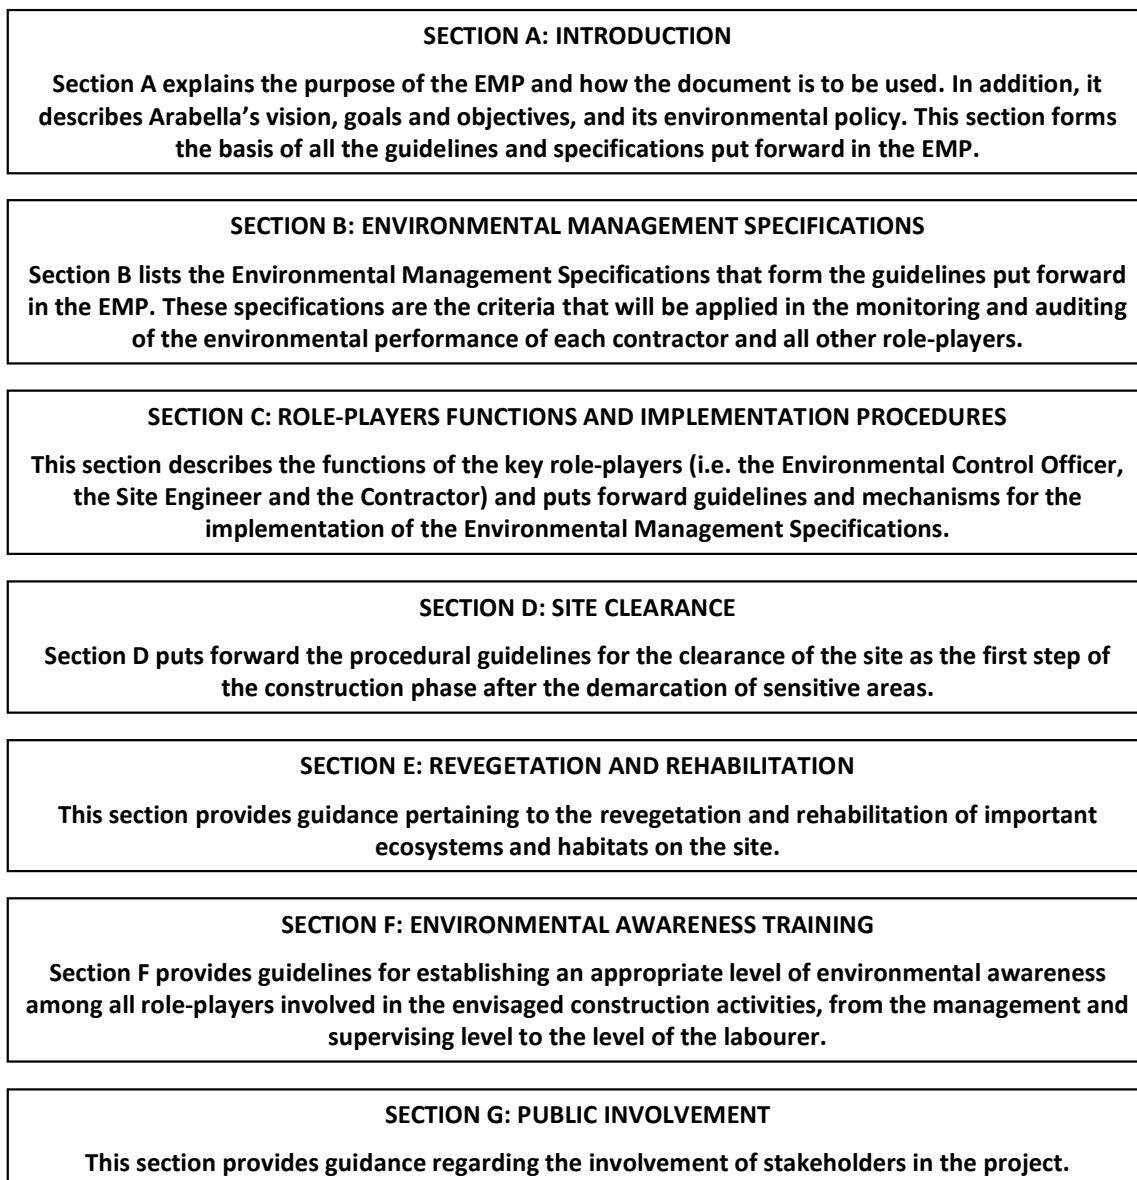 SECTION A: INTRODUCTION
Section A explains the purpose of the EMP and how the document is to be used. In addition, it
describes Arabella’s vision, goals and objectives, and its environmental policy. This section forms
the basis of all the guidelines and specifications put forward in the EMP.
SECTION B: ENVIRONMENTAL MANAGEMENT SPECIFICATIONS
Section B lists the Environmental Management Specifications that form the guidelines put forward
in the EMP. These specifications are the criteria that will be applied in the monitoring and auditing
of the environmental performance of each contractor and all other role-players.
SECTION C: ROLE-PLAYERS FUNCTIONS AND IMPLEMENTATION PROCEDURES
This section describes the functions of the key role-players (i.e. the Environmental Control Officer,
the Site Engineer and the Contractor) and puts forward guidelines and mechanisms for the
implementation of the Environmental Management Specifications.
SECTION D: SITE CLEARANCE
Section D puts forward the procedural guidelines for the clearance of the site as the first step of
the construction phase after the demarcation of sensitive areas.
SECTION E: REVEGETATION AND REHABILITATION
This section provides guidance pertaining to the revegetation and rehabilitation of important
ecosystems and habitats on the site.
SECTION F: ENVIRONMENTAL AWARENESS TRAINING
Section F provides guidelines for establishing an appropriate level of environmental awareness
among all role-players involved in the envisaged construction activities, from the management and
supervising level to the level of the labourer.
SECTION G: PUBLIC INVOLVEMENT
This section provides guidance regarding the involvement of stakeholders in the project.